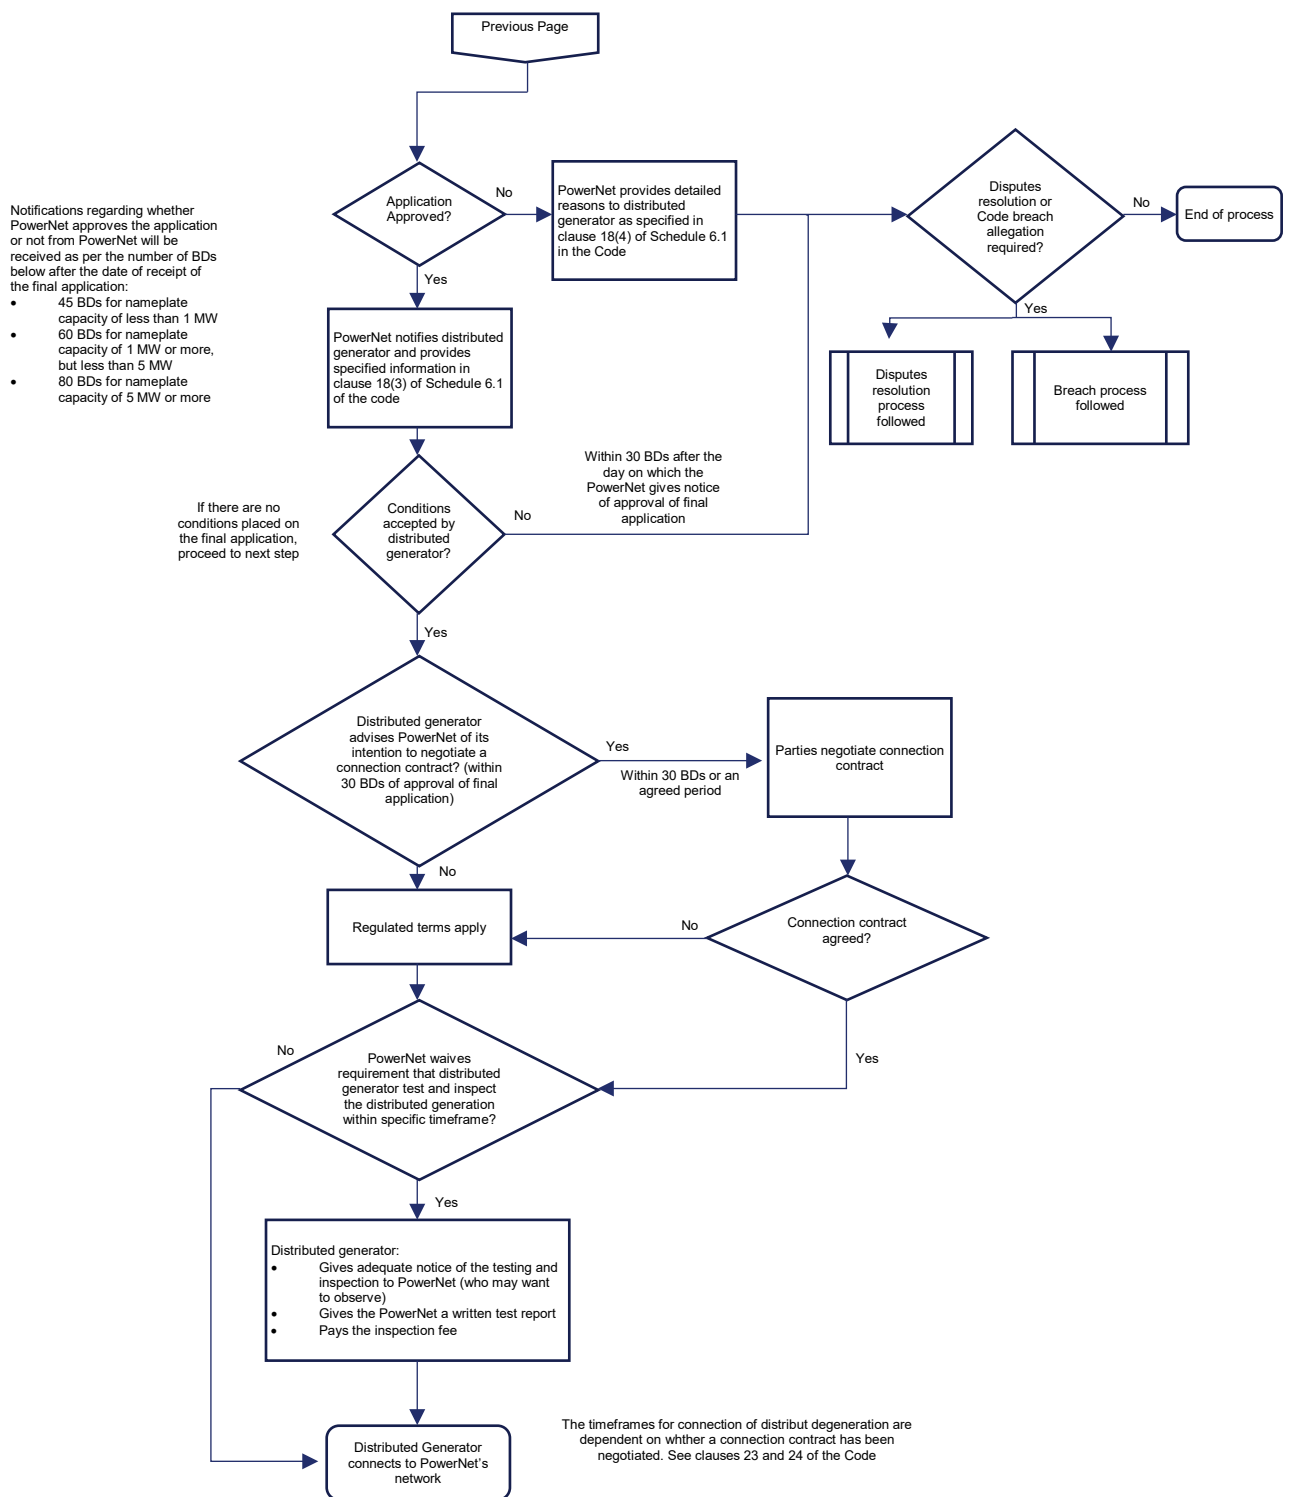 Previous Page
Notifications regarding whether
PowerNet approves the application
or not from PowerNet will be
received as per the number of BDs
below after the date of receipt of
the final application:
• 45 BDs for nameplate
capacity of less than 1 MW
• 60 BDs for nameplate
capacity of 1 MW or more,
but less than 5 MW
• 80 BDs for nameplate
capacity of 5 MW or more
Application
Approved?
No
PowerNet provides detailed
reasons to distributed
generator as specified in
clause 18(4) of Schedule 6.1
in the Code
Disputes
resolution or
Code breach
allegation
required?
No
End of process
Yes
Yes
PowerNet notifies distributed
generator and provides
specified information in
clause 18(3) of Schedule 6.1
of the code
Disputes
resolution
process
followed
Breach process
followed
If there are no
conditions placed on
the final application,
proceed to next step
Conditions
accepted by
distributed
generator?
No
Within 30 BDs after the
day on which the
PowerNet gives notice
of approval of final
application
Yes
Distributed generator
advises PowerNet of its
intention to negotiate a
connection contract? (within
30 BDs of approval of final
application)
Yes
Within 30 BDs or an
agreed period
Parties negotiate connection
contract
No
Regulated terms apply
No
Connection contract
agreed?
Yes
No
PowerNet waives
requirement that distributed
generator test and inspect
the distributed generation
within specific timeframe?
Yes
Distributed generator:
• Gives adequate notice of the testing and
inspection to PowerNet (who may want
to observe)
• Gives the PowerNet a written test report
• Pays the inspection fee
Distributed Generator
connects to PowerNet's
network
The timeframes for connection of distribut degeneration are
dependent on whther a connection contract has been
negotiated. See clauses 23 and 24 of the Code